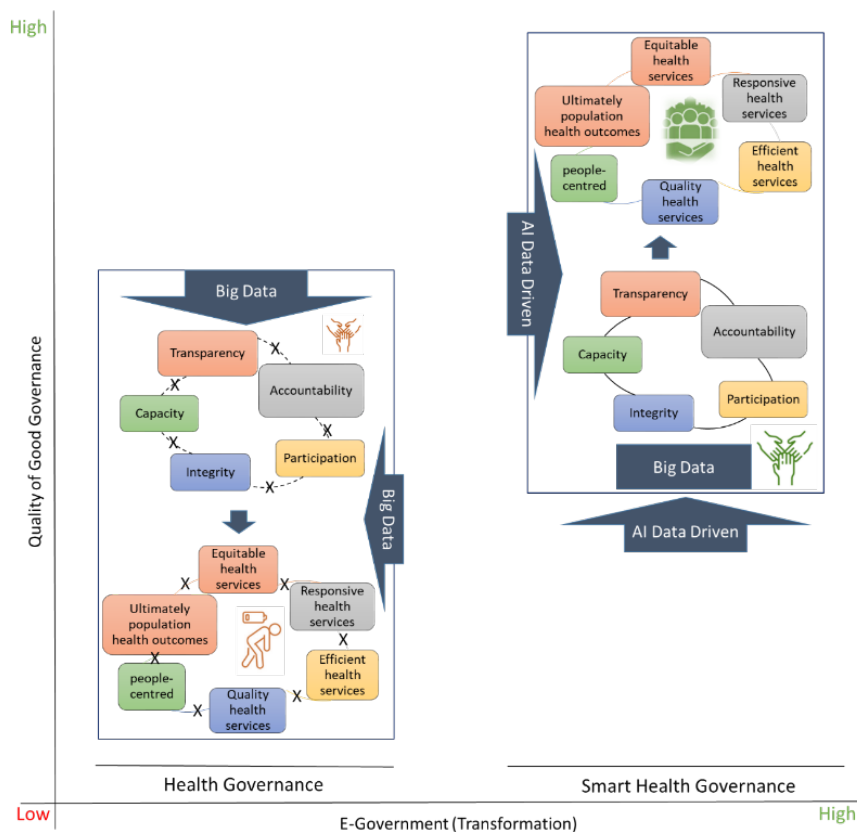 High
Quality of Good Governance
Big Data
Transparency
X
Accountability
X
Capacity
X
X
Participation
Integrity
X
Big Data
Equitable
health
services
X
X
Responsive
health
services
Ultimately
population
health outcomes
X
X
people-
centred
Efficient
health
services
Quality
health
services
X
X
Health Governance
Equitable
health
services
Responsive
health
services
Ultimately
population
health outcomes
Efficient
health
services
people-
centred
Quality
health
services
AI Data Driven
Transparency
Accountability
Capacity
Participation
Integrity
Big Data
AI Data Driven
Smart Health Governance
Low
E-Government (Transformation)
High